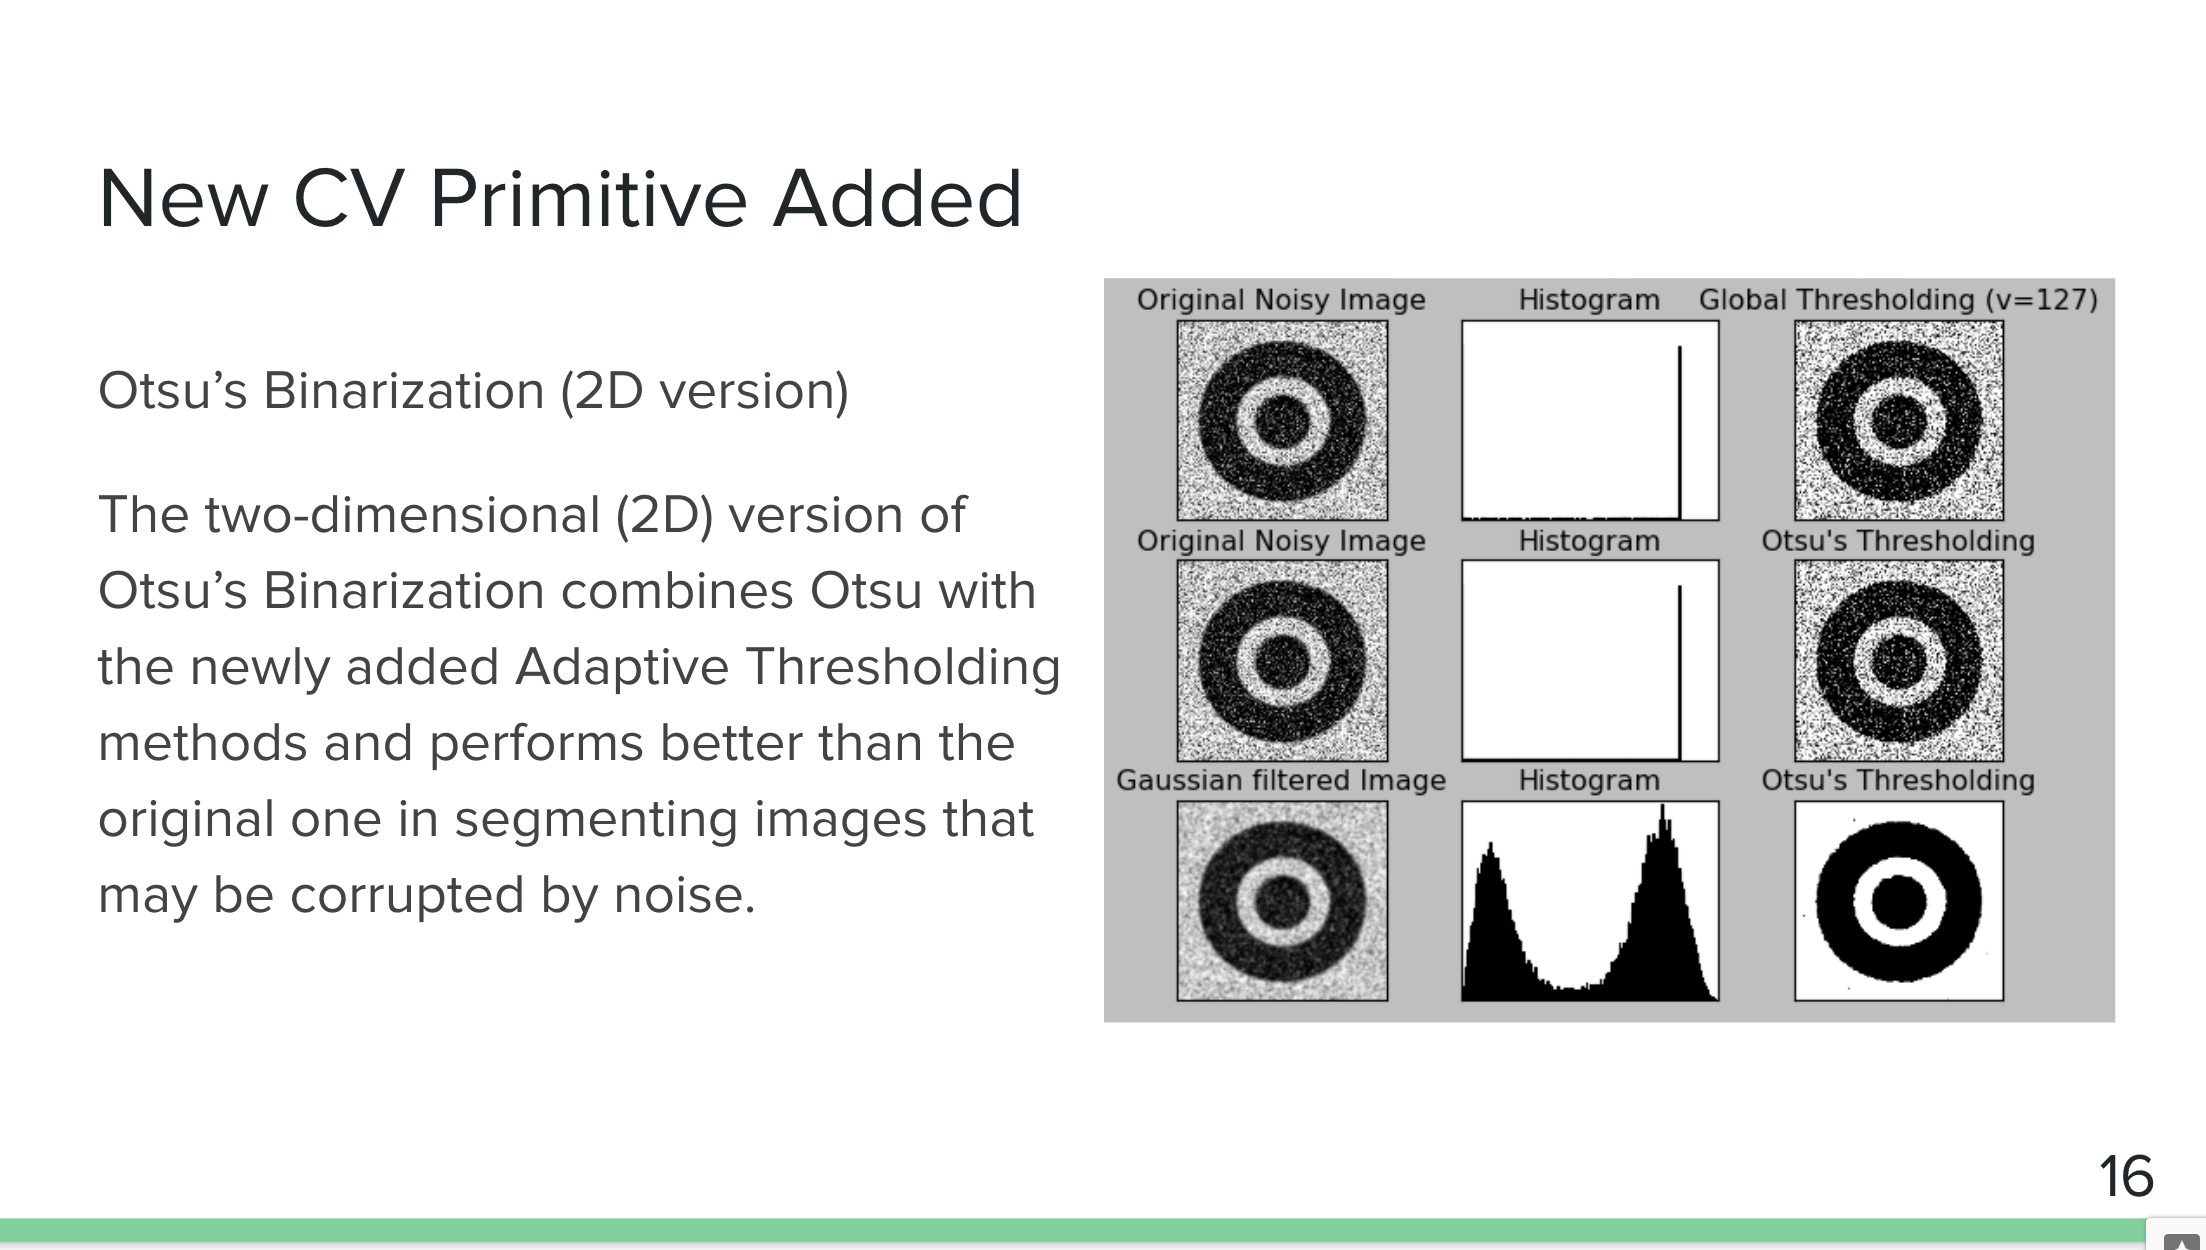 New CV Primitive Added
Otsu’s Binarization (2D version)
The two-dimensional (2D) version of
Otsu’s Binarization combines Otsu with
the newly added Adaptive Thresholding
methods and performs better than the
original one in segmenting images that
may be corrupted by noise.
Original Noisy Image Histogram Global Thresholding (v=127)
Original Noisy Image Histogram Otsu's Thresholding
Gaussian filtered Image Histogram Otsu's Thresholding
16